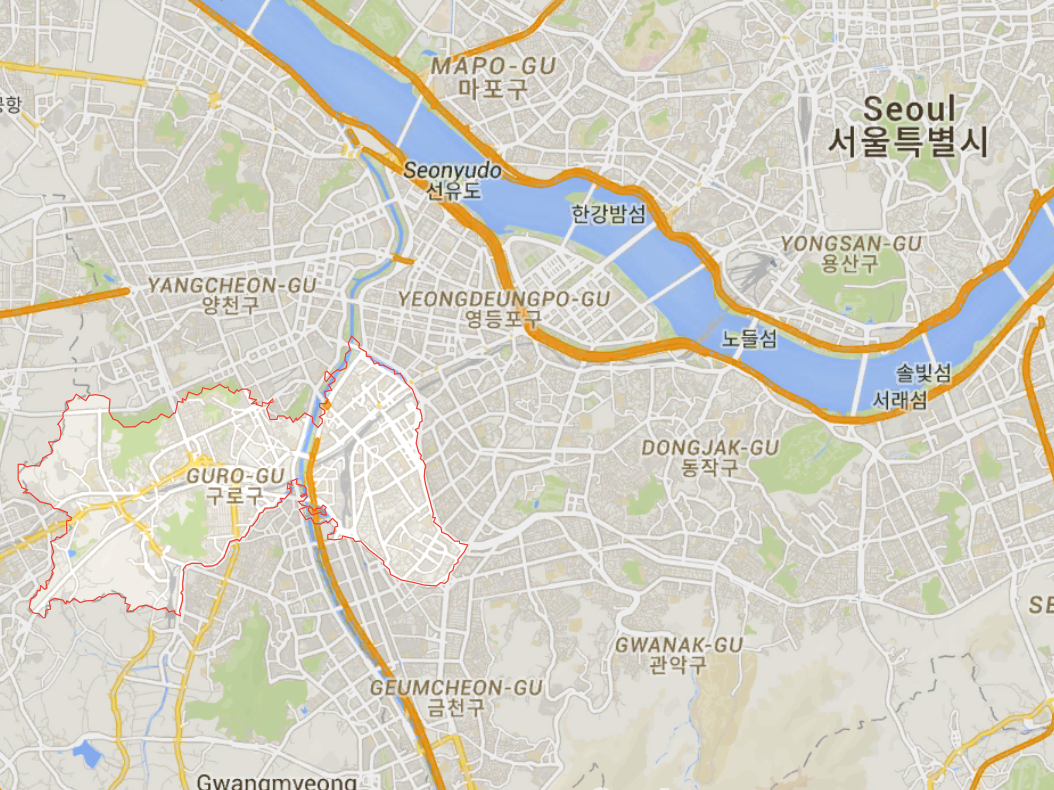 MAPO-GU
마포구
공항
Seoul
서울특별시
Seonyudo
선유도
한강밤섬
YONGSAN-GU
용산구
YANGCHEON-GU
양천구
YEONGDEUNGPO-GU
영등포구
노들섬
솔빛섬
서래섬
DONGJAK-GU
동작구
GURO-GU
구로구
SE
GWANAK-GU
관악구
GEUMCHEON-GU
금천구
Gwangmyeong